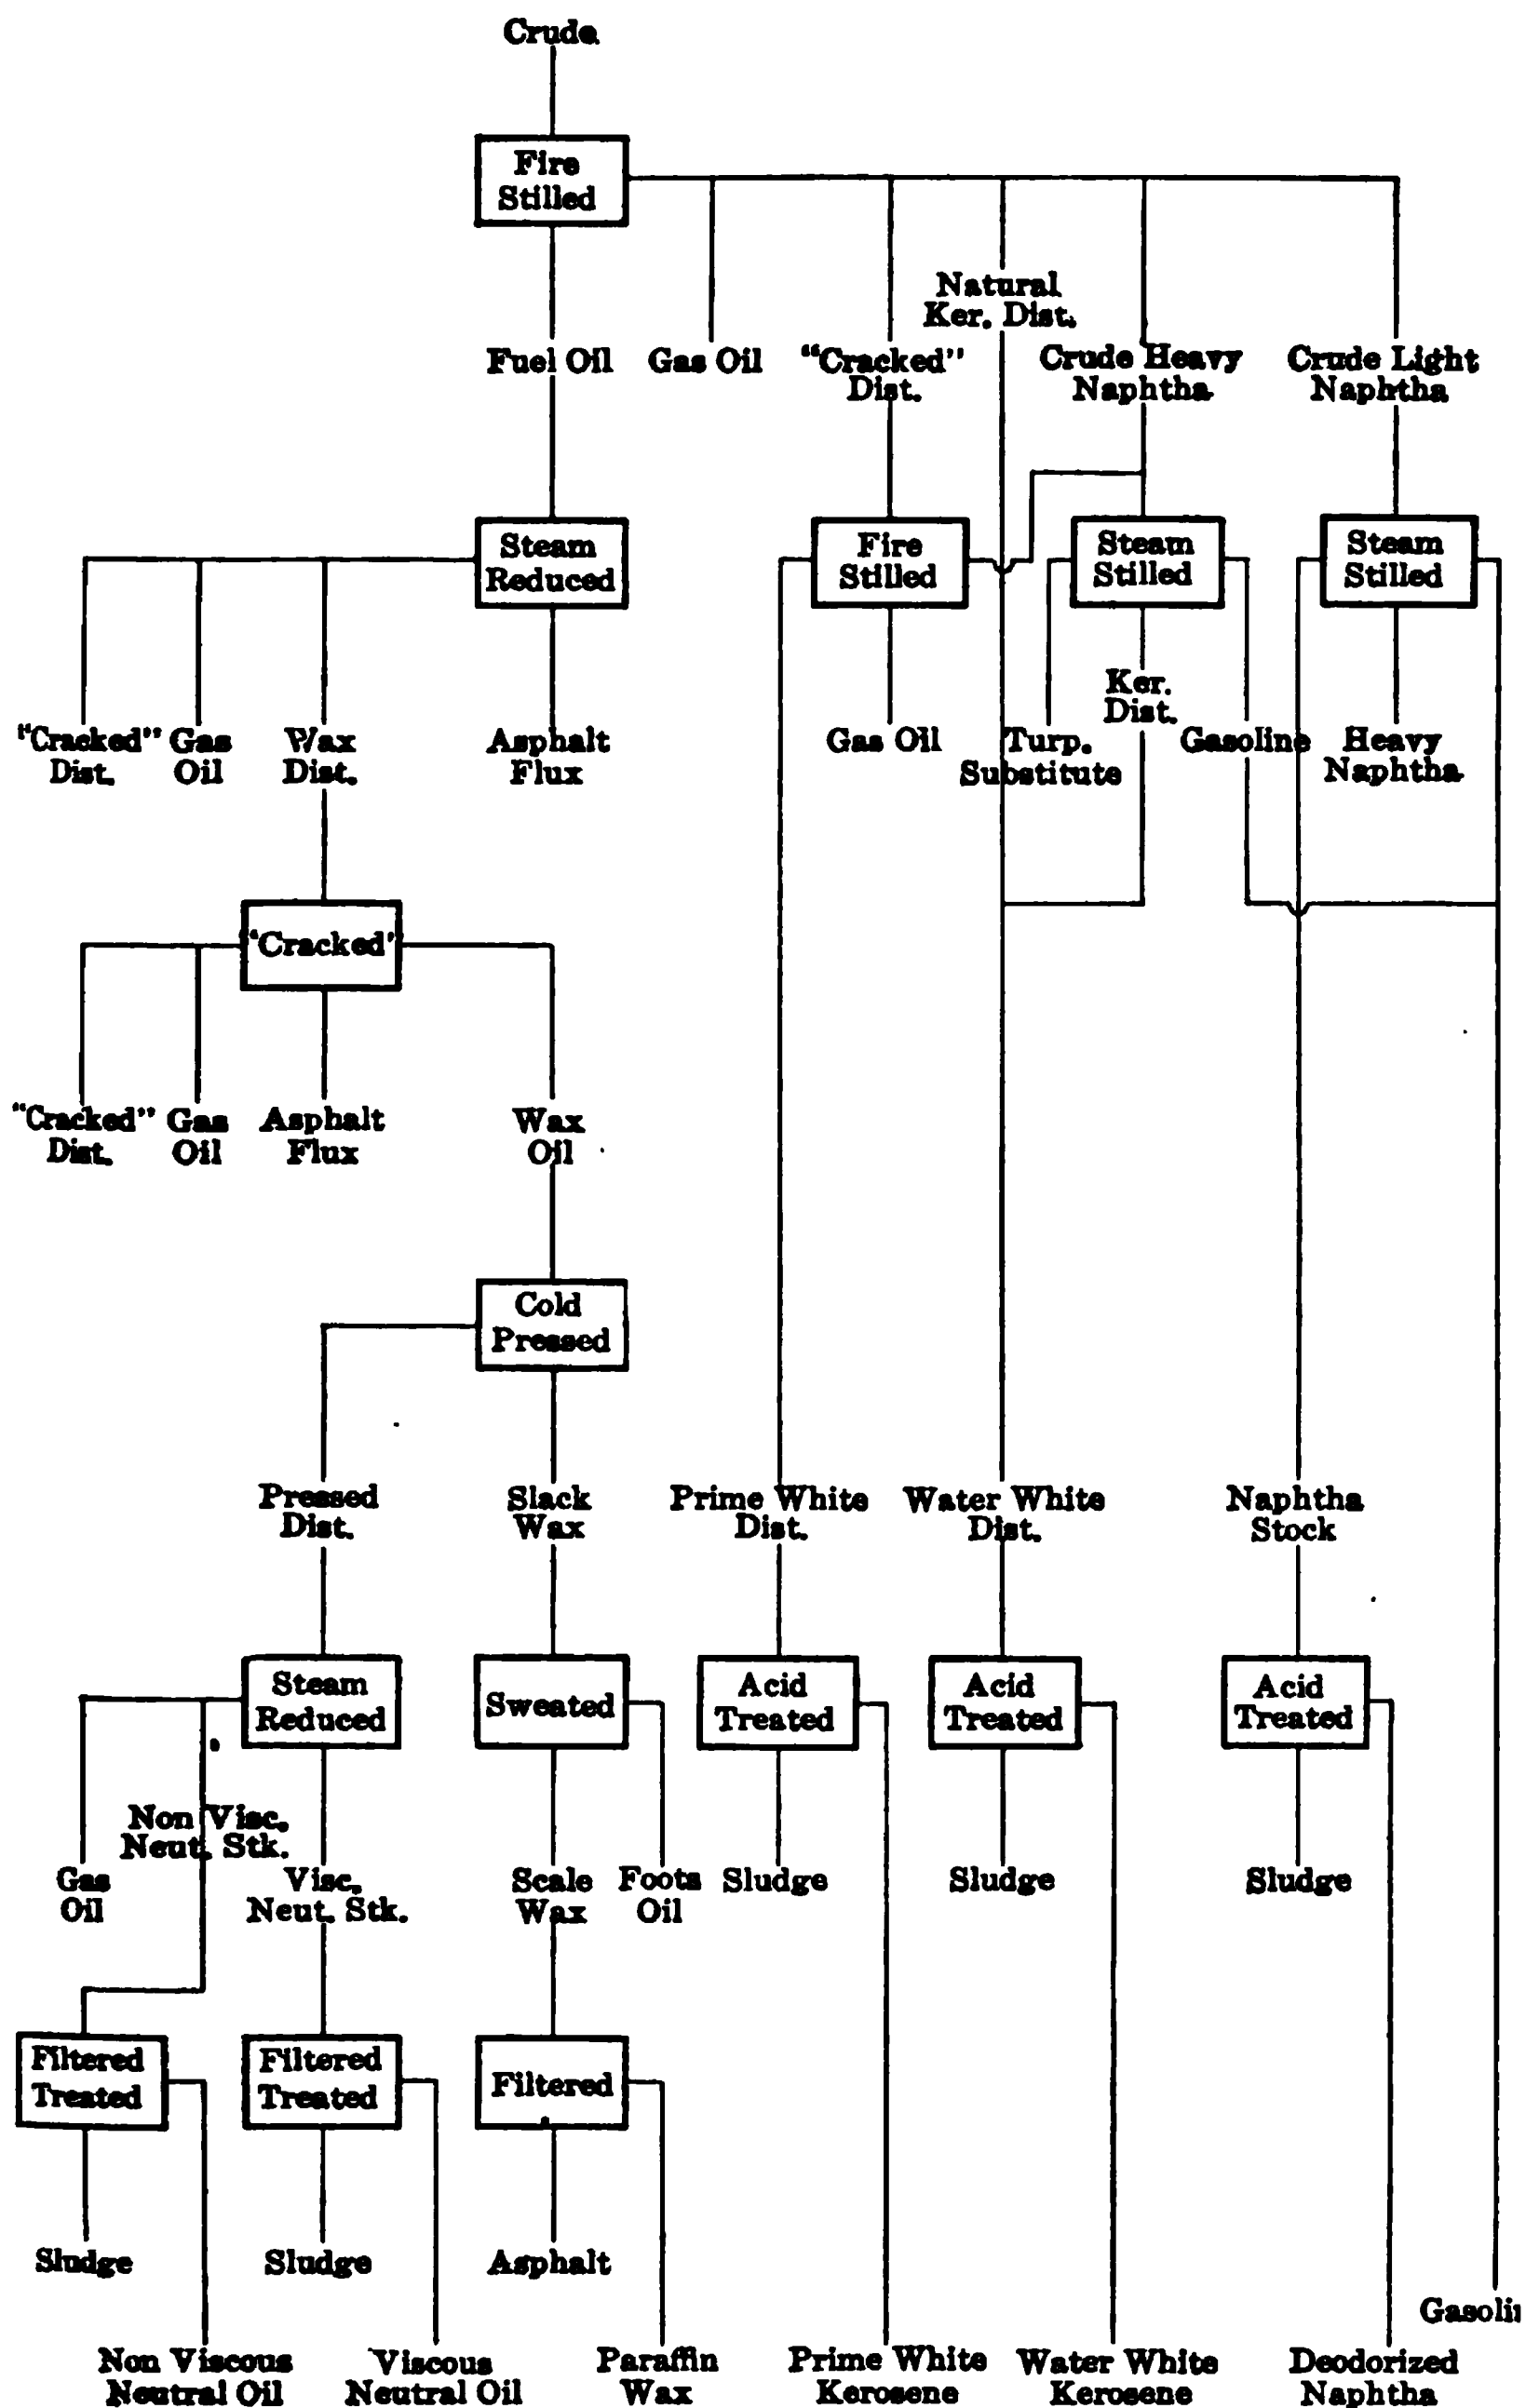 Crude
Fire
Stilled
Natural
Ker. Dist.
Fuel Oil
Gas Oil
"Cracked"
Dist.
Crude Heavy
Naphtha
Crude Light
Naphtha
Steam
Reduced
Fire
Stilled
Steam
Stilled
Steam
Stilled
Ker.
Dist.
"Cracked"
Dist.
Gas
Oil
Wax
Dist.
Asphalt
Flux
Gas Oil
Turp.
Substitute
Gasoline
Heavy
Naphtha
'Cracked'
"Cracked"
Dist.
Gas
Oil
Asphalt
Flux
Wax
Oil
Cold
Pressed
Pressed
Dist.
Slack
Wax
Prime White
Dist.
Water White
Dist.
Naphtha
Stock
Steam
Reduced
Sweated
Acid
Treated
Acid
Treated
Acid
Treated
Non Visc.
Neut. Stk.
Gas
Oil
Visc.
Neut. Stk.
Scale
Wax
Foots
Oil
Sludge
Sludge
Sludge
Filtered
Treated
Filtered
Treated
Filtered
Sludge
Sludge
Asphalt
Gasoli
Non Viscous
Neutral Oil
Viscous
Neutral Oil
Paraffin
Wax
Prime White
Kerosene
Water White
Kerosene
Deodorized
Naphtha